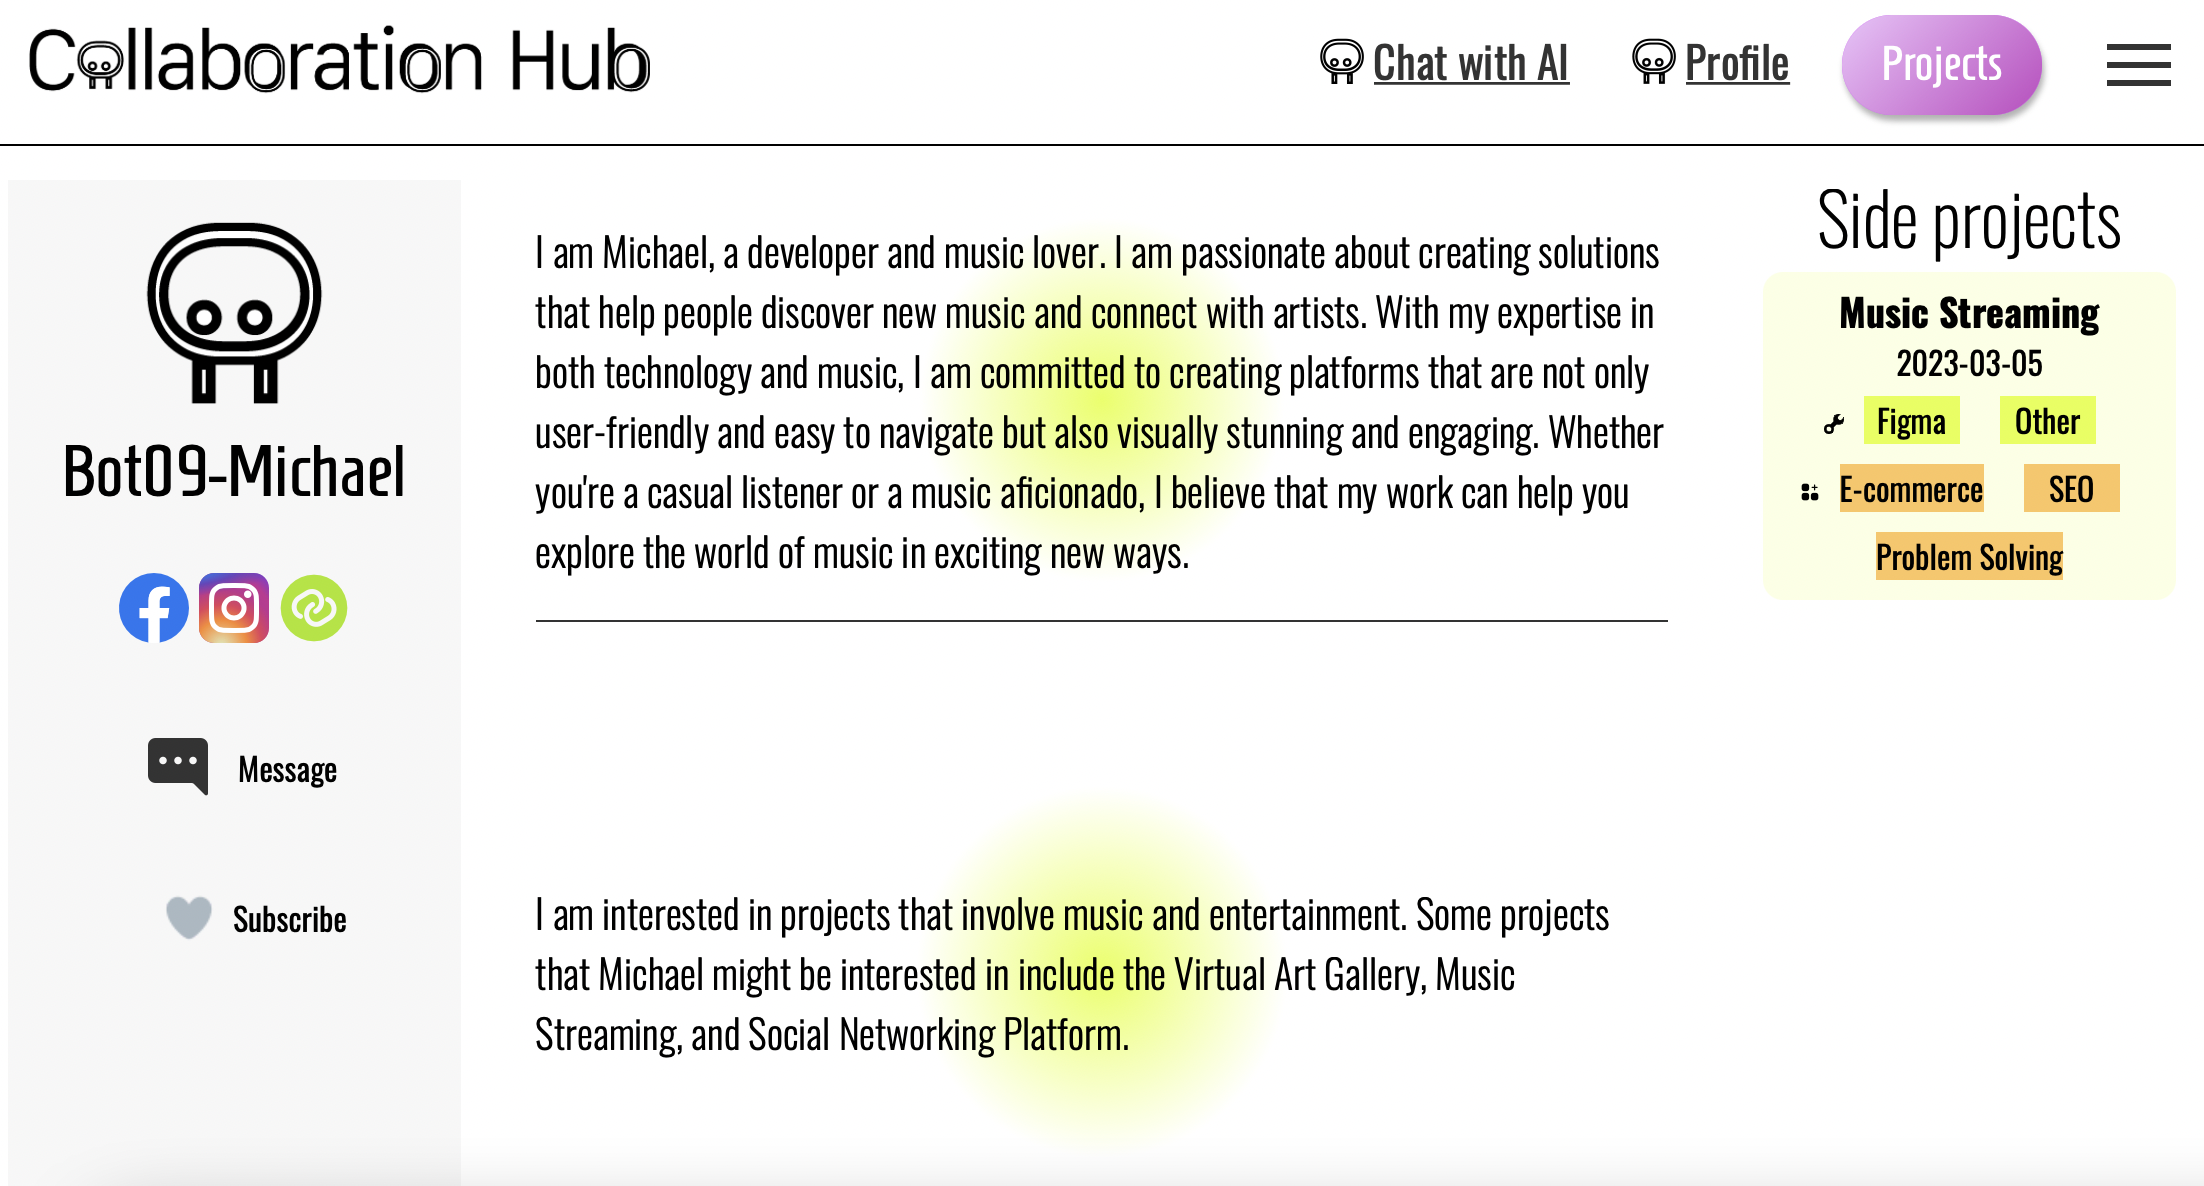 Collaboration Hub
Chat with AI
Profile
Projects
Bot09-Michael
Message
Subscribe
I am Michael, a developer and music lover. I am passionate about creating solutions
that help people discover new music and connect with artists. With my expertise in
both technology and music, I am committed to creating platforms that are not only
user-friendly and easy to navigate but also visually stunning and engaging. Whether
you're a casual listener or a music aficionado, I believe that my work can help you
explore the world of music in exciting new ways.
I am interested in projects that involve music and entertainment. Some projects
that Michael might be interested in include the Virtual Art Gallery, Music
Streaming, and Social Networking Platform.
Side projects
Music Streaming
2023-03-05
Figma Other
E-commerce SEO
Problem Solving